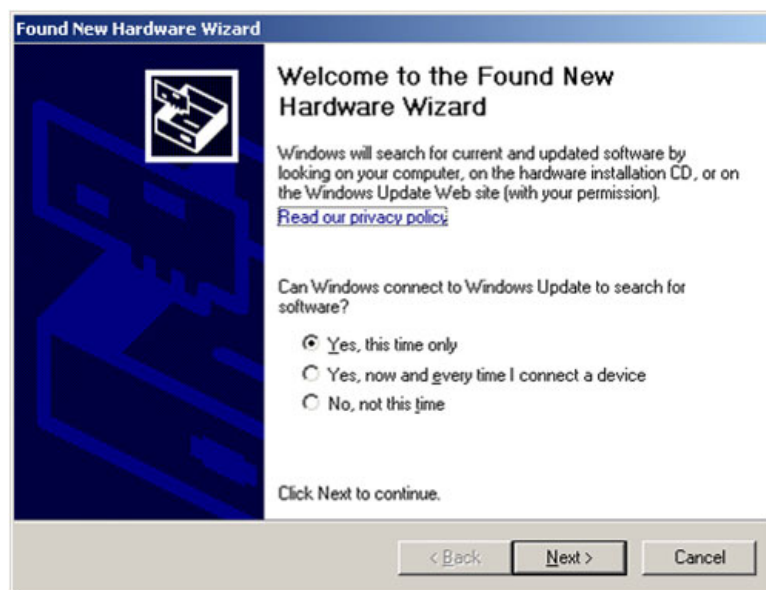 Found New Hardware Wizard
Welcome to the Found New
Hardware Wizard
Windows will search for current and updated software by
looking on your computer, on the hardware installation CD, or on
the Windows Update Web site (with your permission).
Read our privacy policy
Can Windows connect to Windows Update to search for
software?
Yes, this time only
Yes, now and every time I connect a device
No, not this time
Click Next to continue.
< Back Next > Cancel